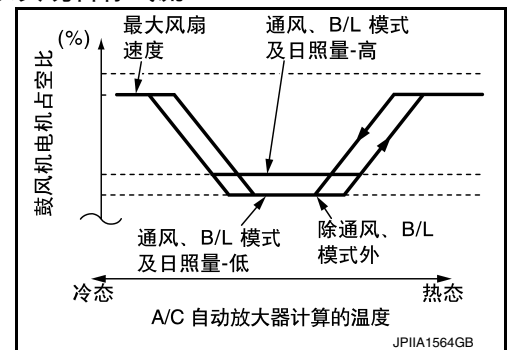 最大风扇
速度
通风、B/L 模式
及日照量-高
(%)
鼓风机电机占空比
通风、B/L 模式
及日照量-低
除通风、B/L
模式外
冷态
热态
A/C 自动放大器计算的温度
JPIIA1564GB